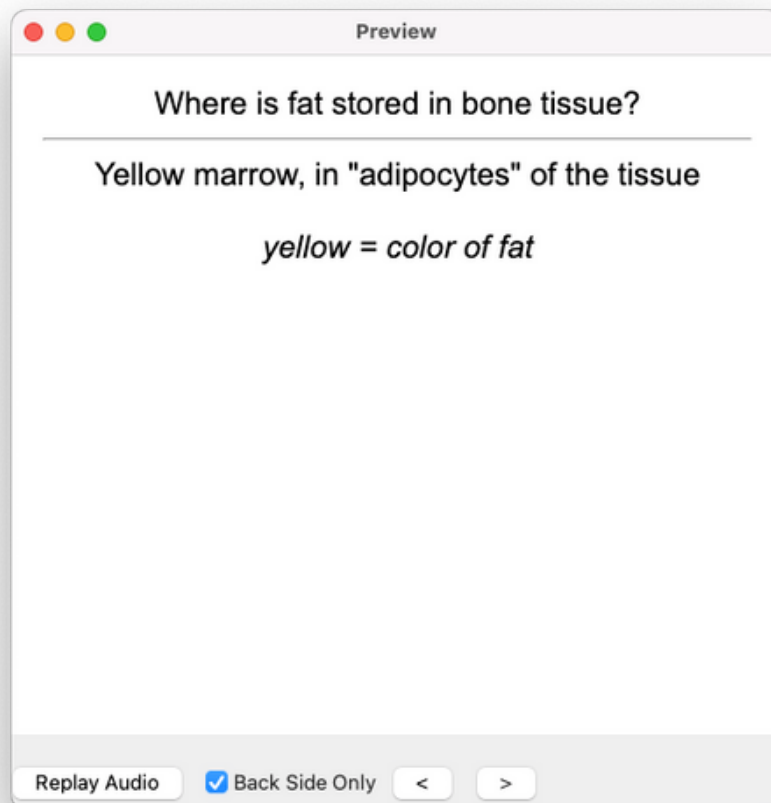 Preview
Where is fat stored in bone tissue?
Yellow marrow, in "adipocytes" of the tissue
yellow = color of fat
Replay Audio Back Side Only < >